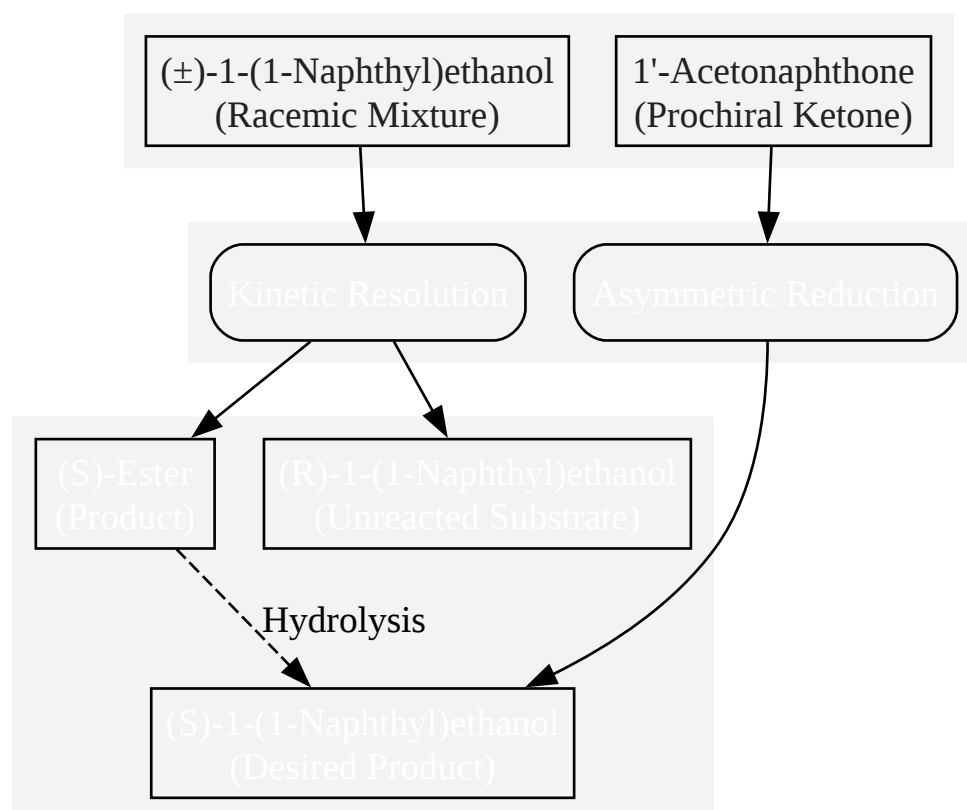 (±)-1-(1-Naphthyl)ethanol
(Racemic Mixture)
1'-Acetonaphthone
(Prochiral Ketone)
Kinetic Resolution
Asymmetric Reduction
(S)-Ester
(Product)
(R)-1-(1-Naphthyl)ethanol
(Unreacted Substrate)
Hydrolysis
(S)-1-(1-Naphthyl)ethanol
(Desired Product)